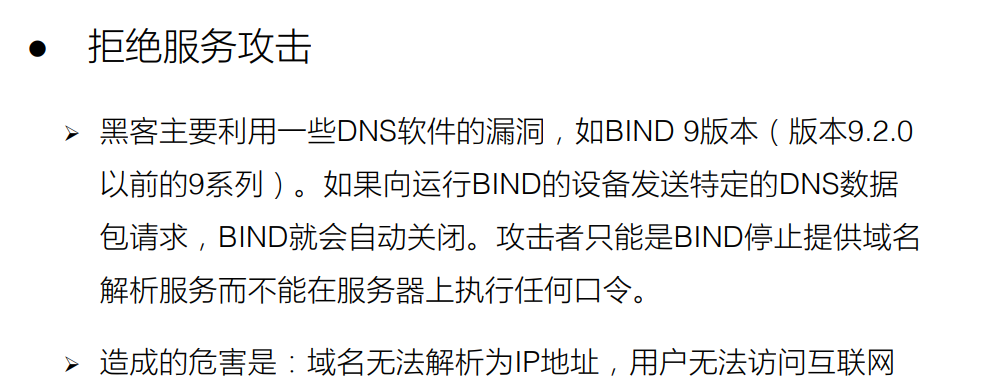 ● 拒绝服务攻击
➢ 黑客主要利用一些DNS软件的漏洞，如BIND 9版本（版本9.2.0
以前的9系列）。如果向运行BIND的设备发送特定的DNS数据
包请求，BIND就会自动关闭。攻击者只能是BIND停止提供域名
解析服务而不能在服务器上执行任何口令。
➢ 造成的危害是：域名无法解析为IP地址，用户无法访问互联网